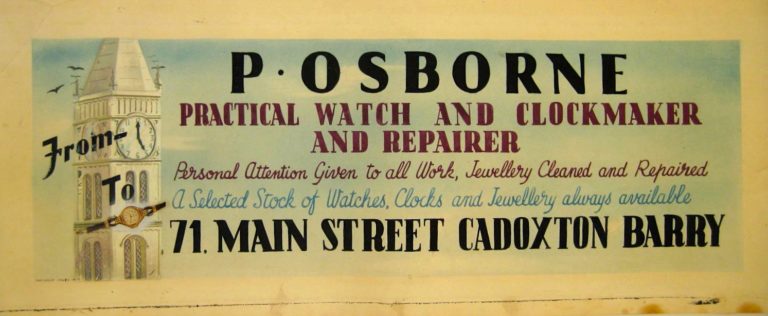 P. OSBORNE
PRACTICAL WATCH AND CLOCKMAKER
AND REPAIRER
From-
To
Personal Attention Given to all Work, Jewellery Cleaned and Repaired
A Selected Stock of Watches, Clocks and Jewellery always available
71. MAIN STREET CADOXTON BARRY